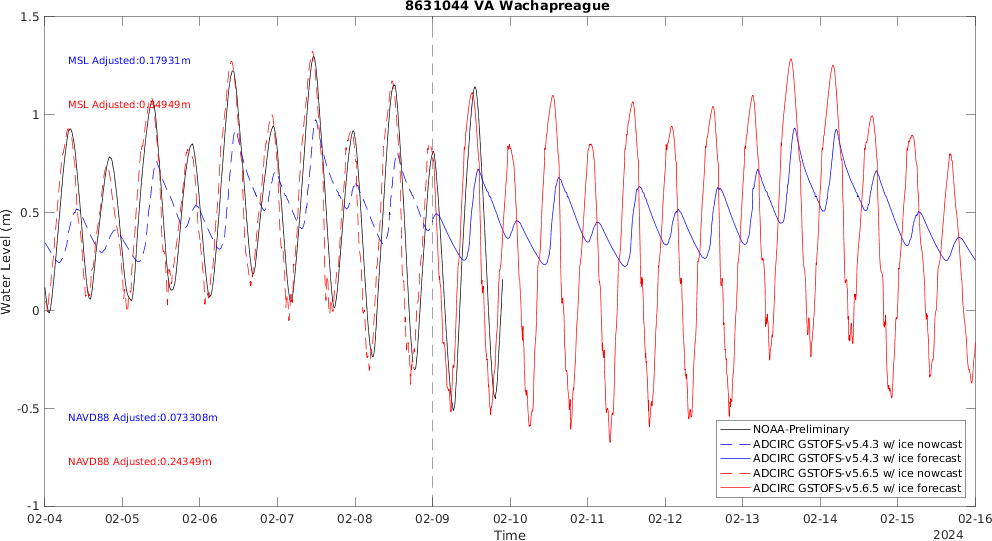 8631044 VA Wachapreague
1.5
1
0.5
0
-0.5
-1
Water Level (m)
MSL Adjusted:0.17931m
NAVD88 Adjusted:0.073308m
NAVD88 Adjusted:0.24349m
NOAA-Preliminary
ADCIRC GSTOFS-v5.4.3 w/ ice nowcast
ADCIRC GSTOFS-v5.4.3 w/ ice forecast
ADCIRC GSTOFS-v5.6.5 w/ ice nowcast
ADCIRC GSTOFS-v5.6.5 w/ ice forecast
02-04 02-05 02-06 02-07 02-08 02-09 02-10 02-11 02-12 02-13 02-14 02-15 02-16
Time
2024
MSL